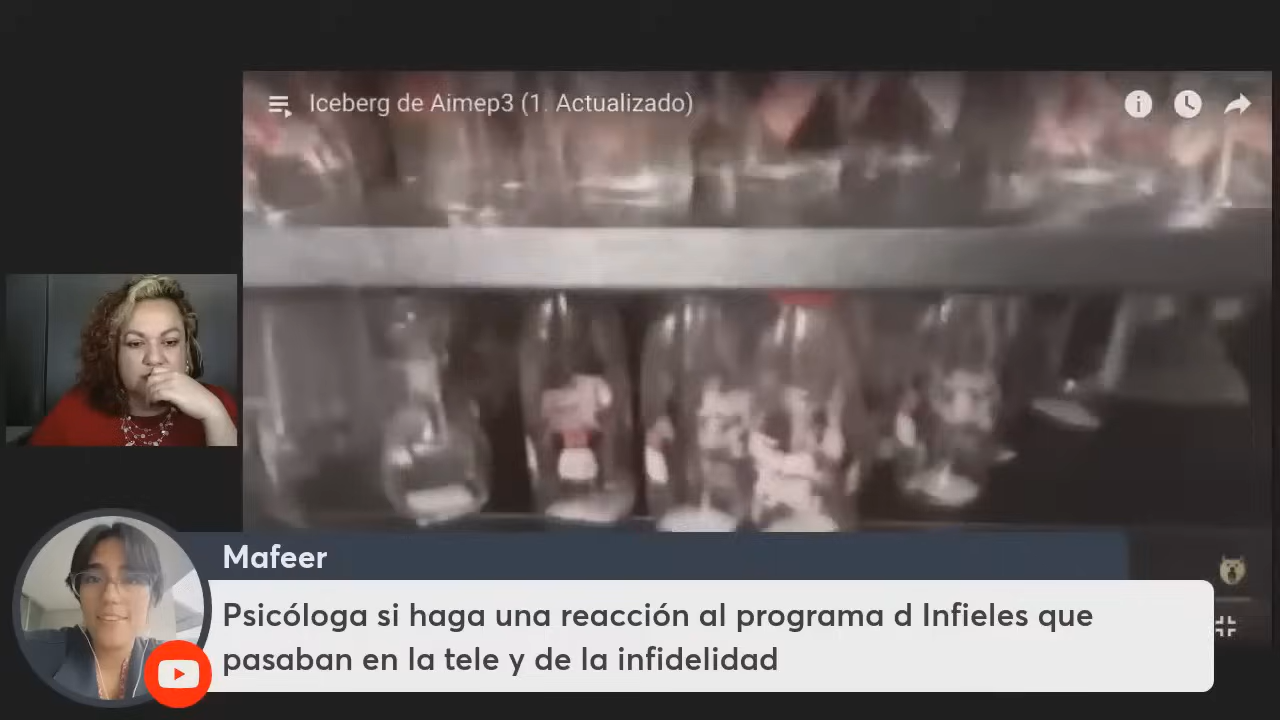 Iceberg de Aimep3 (1. Actualizado)
Mafeer
Psicóloga si haga una reacción al programa d Infieles que
pasaban en la tele y de la infidelidad